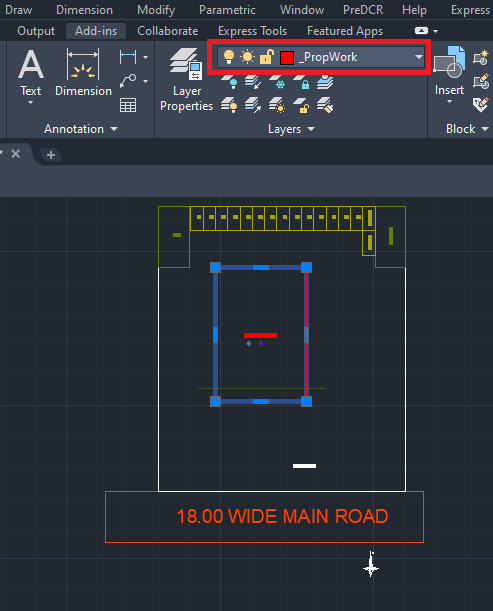 Draw Dimension Modify Parametric Window PreDCR Help Express
Output Add-ins Collaborate Express Tools Featured Apps
_PropWork
Text Dimension Layer Properties Insert
Annotation Layers Block
18.00 WIDE MAIN ROAD